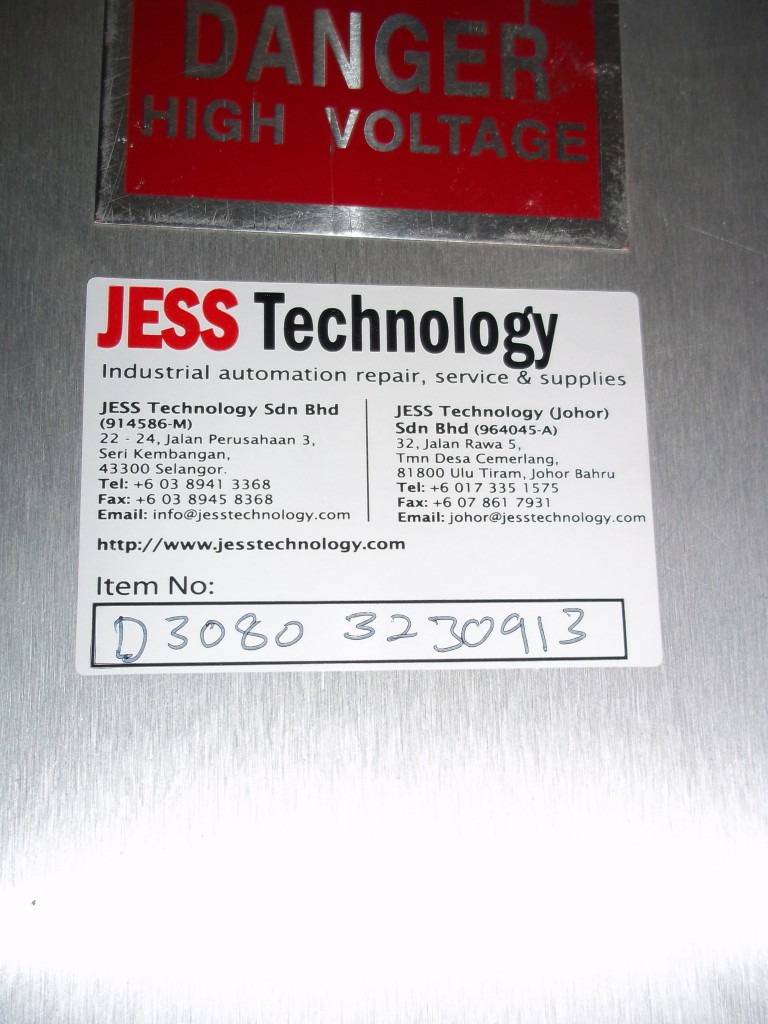 DANGER
HIGH VOLTAGE
JESS Technology
Industrial automation repair, service & supplies
JESS Technology Sdn Bhd
(914586-M)
22 - 24, Jalan Perusahaan 3,
Seri Kembangan,
43300 Selangor.
Tel: +6 03 8941 3368
Fax: +6 03 8945 8368
Email: info@jesstechnology.com
JESS Technology (Johor)
Sdn Bhd (964045-A)
32, Jalan Rawa 5,
Tmn Desa Cemerlang,
81800 Ulu Tiram, Johor Bahru
Tel: +6 017 335 1575
Fax: +6 07 861 7931
Email: johor@jesstechnology.com
http://www.jesstechnology.com
Item No:
D3080 3230913